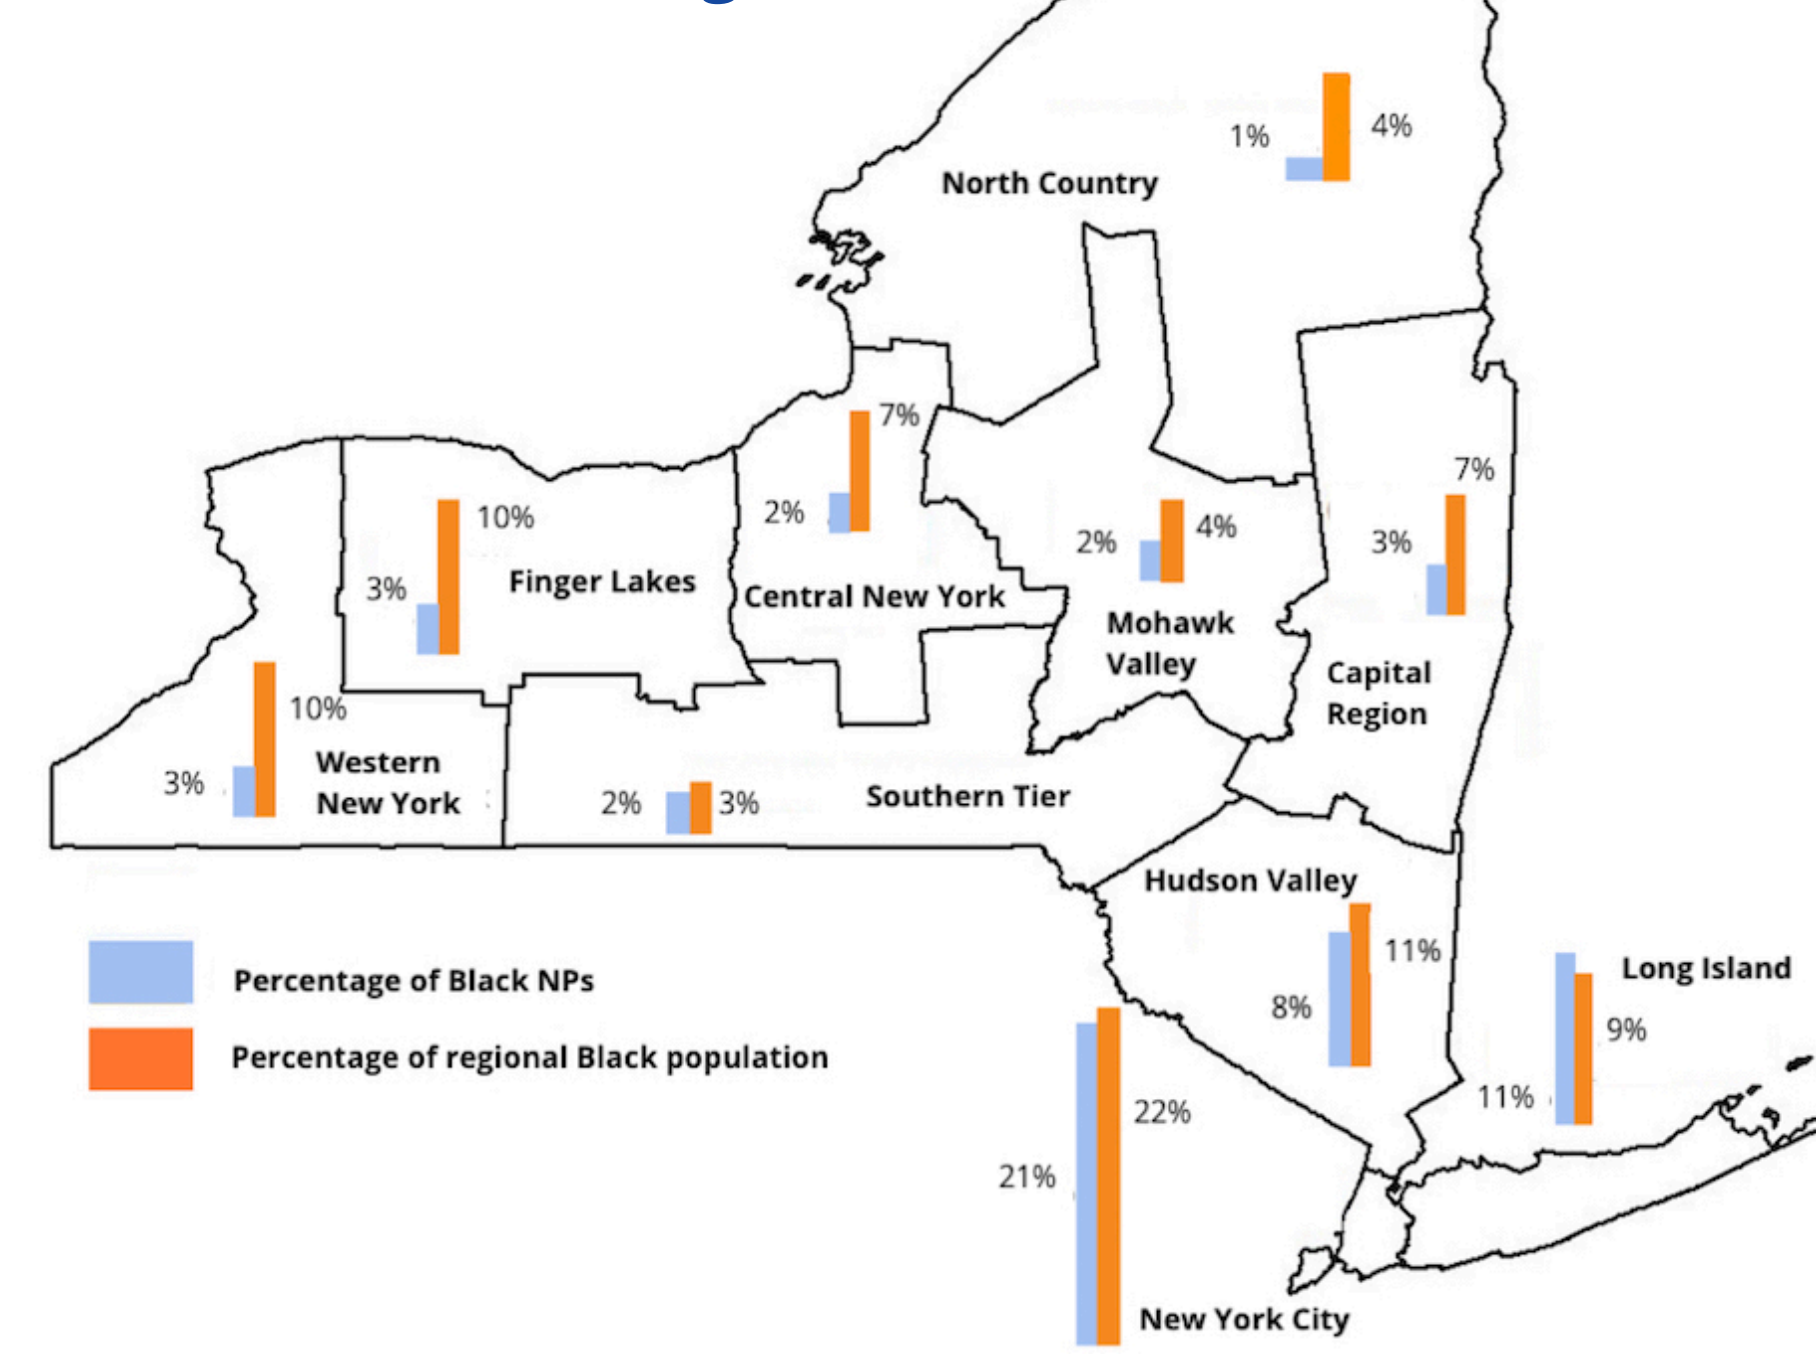 1%
4%
North Country
7%
2%
Central New York
10%
3%
Finger Lakes
2%
4%
Mohawk
Valley
7%
3%
Capital
Region
10%
3%
Western
New York
2%
3%
Southern Tier
Hudson Valley
11%
8%
Long Island
9%
11%
22%
21%
New York City
Percentage of Black NPs
Percentage of regional Black population